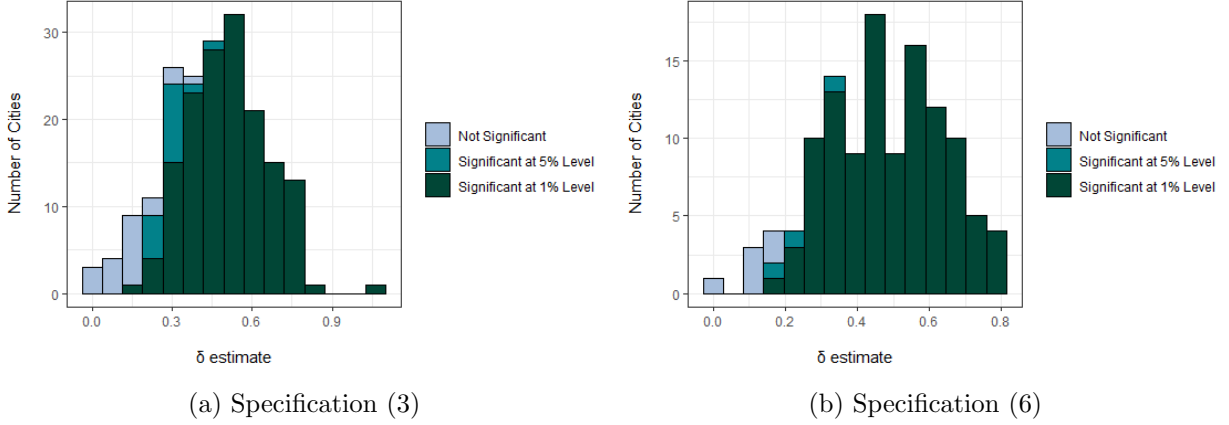 Number of Cities
30
20
10
0
0.0 0.3 0.6 0.9
δ estimate
Not Significant
Significant at 5% Level
Significant at 1% Level
(a) Specification (3)
Number of Cities
15
10
5
0
0.0 0.2 0.4 0.6 0.8
δ estimate
Not Significant
Significant at 5% Level
Significant at 1% Level
(b) Specification (6)